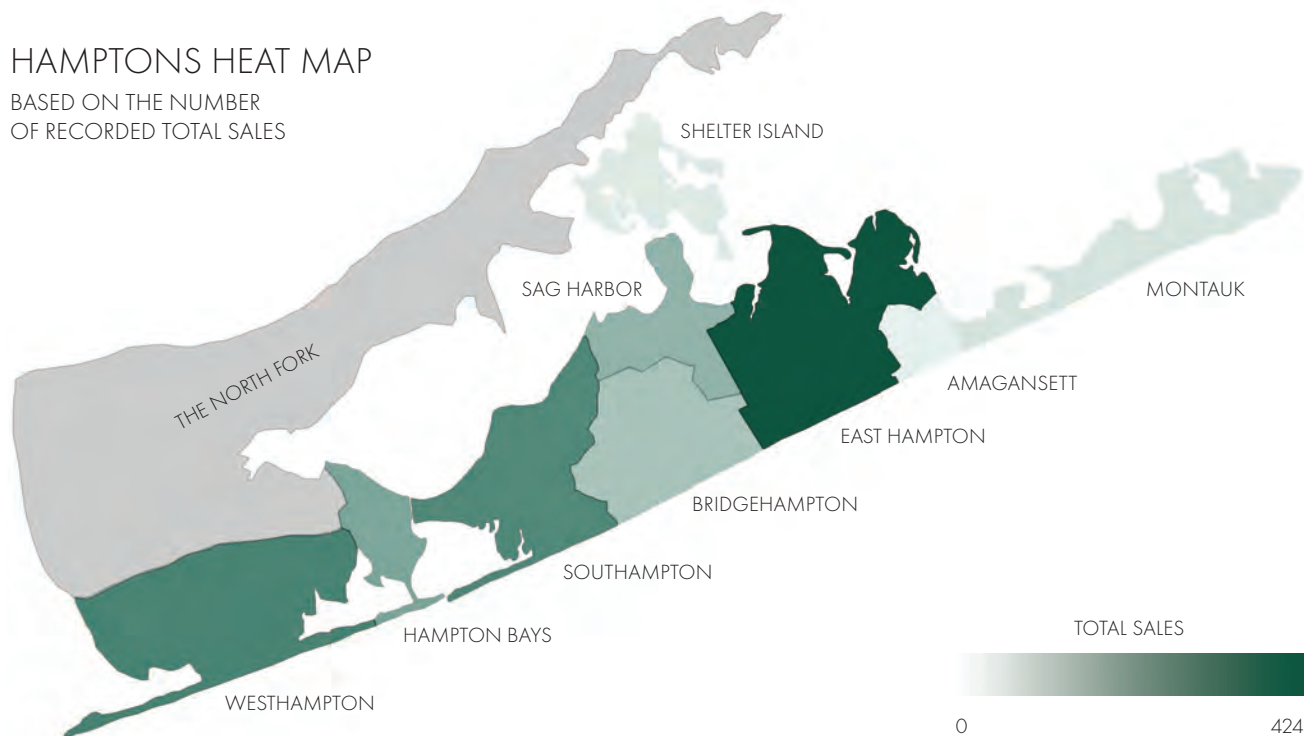 HAMPTONS HEAT MAP
BASED ON THE NUMBER
OF RECORDED TOTAL SALES
SHELTER ISLAND
SAG HARBOR
MONTAUK
THE NORTH FORK
AMAGANSETT
EAST HAMPTON
BRIDGEHAMPTON
SOUTHAMPTON
HAMPTON BAYS
WESTHAMPTON
TOTAL SALES
0 424